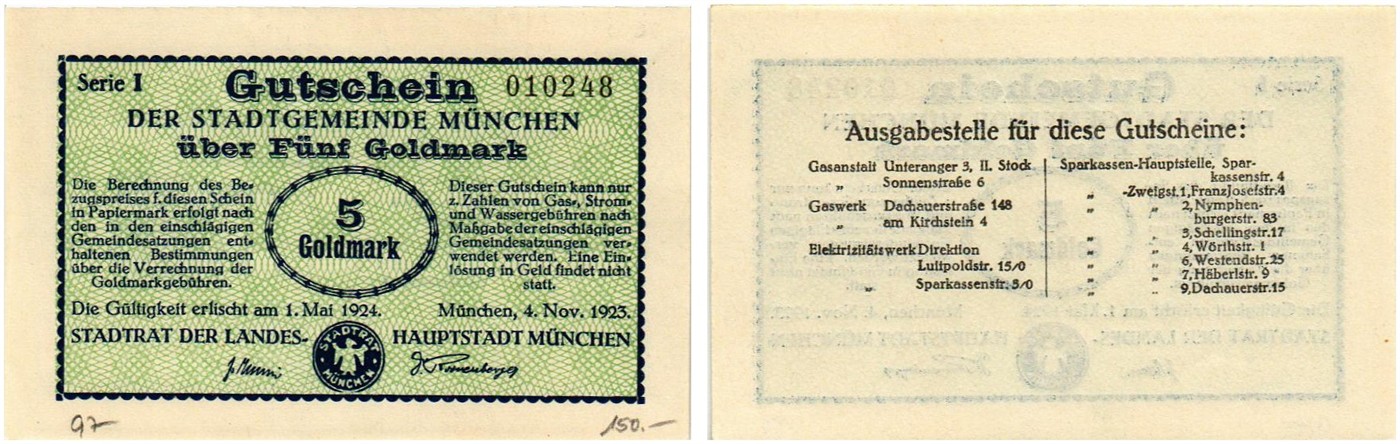 Serie I Gutschein 010248
DER STADTGEMEINDE MÜNCHEN
über Fünf Goldmark
Die Berechnung des Be-
zugspreises f. diesen Schein
in Papiermark erfolgt nach
den in den einschlägigen
Gemeindesatzungen ent-
haltenen Bestimmungen
über die Verrechnung der
Goldmarkgebühren.
5
Goldmark
Dieser Gutschein kann nur
z. Zahlen von Gas-, Strom-
und Wassergebühren nach
Maßgabe der einschlägigen
Gemeindesatzungen ver-
wendet werden. Eine Ein-
lösung in Geld findet nicht
statt.
Die Gültigkeit erlischt am 1. Mai 1924. München, 4. Nov. 1923.
STADTRAT DER LANDES- HAUPTSTADT MÜNCHEN
STADTRAT
MÜNCHEN
97- 150.-
Ausgabestelle für diese Gutscheine:
Gasanstalt Unteranger 3, II. Stock
„ Sonnenstraße 6
Gaswerk Dachauerstraße 148
am Kirchstein 4
Elektrizitätswerk Direktion
Luitpoldstr. 15/0
„ Sparkassenstr. 3/0
Sparkassen-Hauptstelle, Spar-
kassenstr. 4
„ -Zweigst. 1, FranzJosefstr. 4
„ „ 2, Nymphen-
burgerstr. 83
„ „ 3, Schellingstr. 17
„ „ 4, Wörthstr. 1
„ „ 6, Westendstr. 25
„ „ 7, Häberlstr. 9
„ „ 9, Dachauerstr. 15